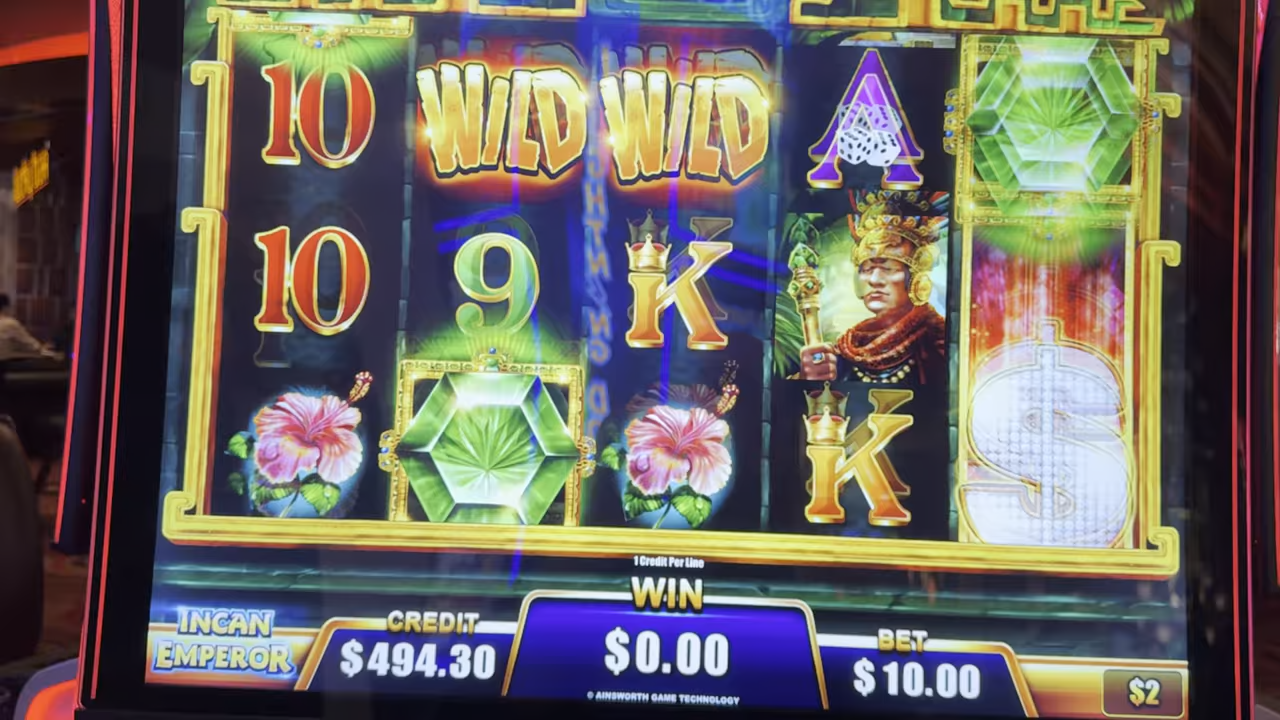 10
WILD
WILD
A
10
9
K
K
$
1 Credit Per Line
WIN
INCAN
EMPEROR
CREDIT
$494.30
$0.00
BET
$10.00
© AINSWORTH GAME TECHNOLOGY
$2